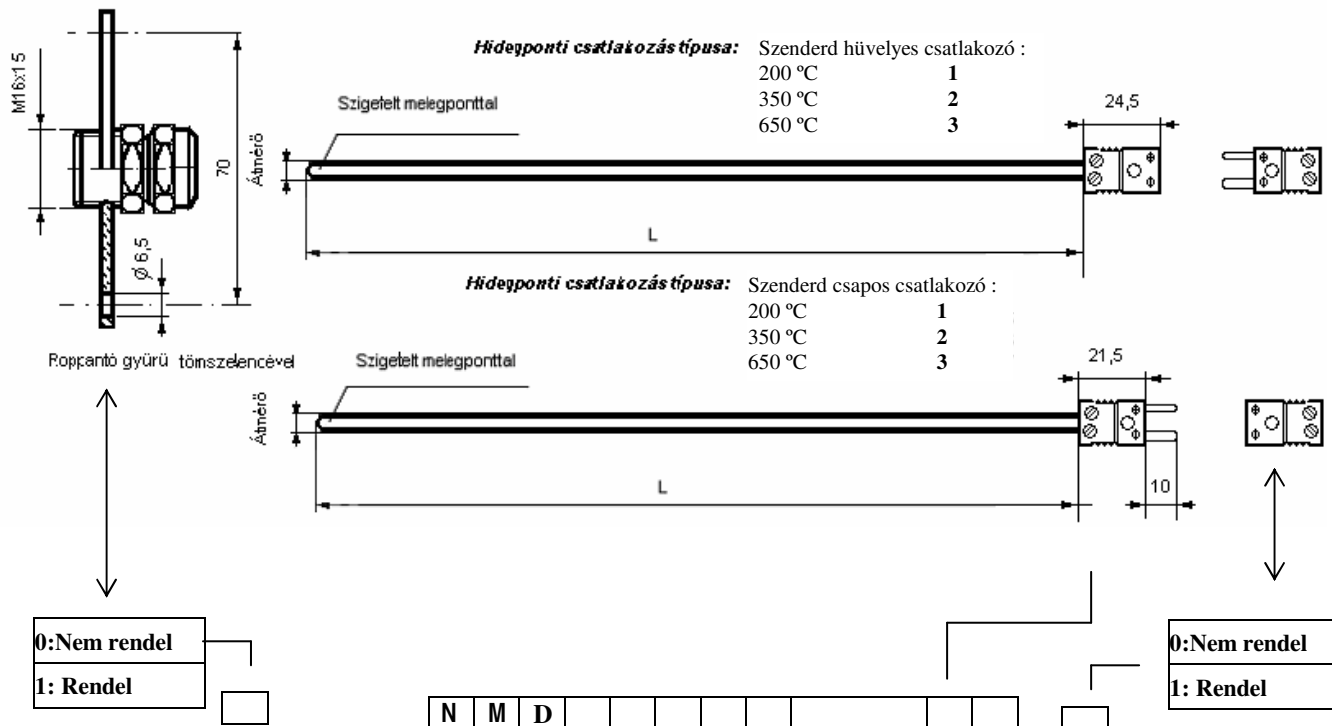 M16x15
70
Ø 6,5
Roppantó gyűrű tömszelencével
Hidegponti csatlakozás típusa: Szenderd hüvelyes csatlakozó :
200 ºC 1
350 ºC 2
650 ºC 3
Szigetelt melegponttal
Átmérő
24,5
L
Hidegponti csatlakozás típusa: Szenderd csapos csatlakozó :
200 ºC 1
350 ºC 2
650 ºC 3
Szigetelt melegponttal
Átmérő
21,5
L
10
0:Nem rendel
1: Rendel
N M D
0:Nem rendel
1: Rendel